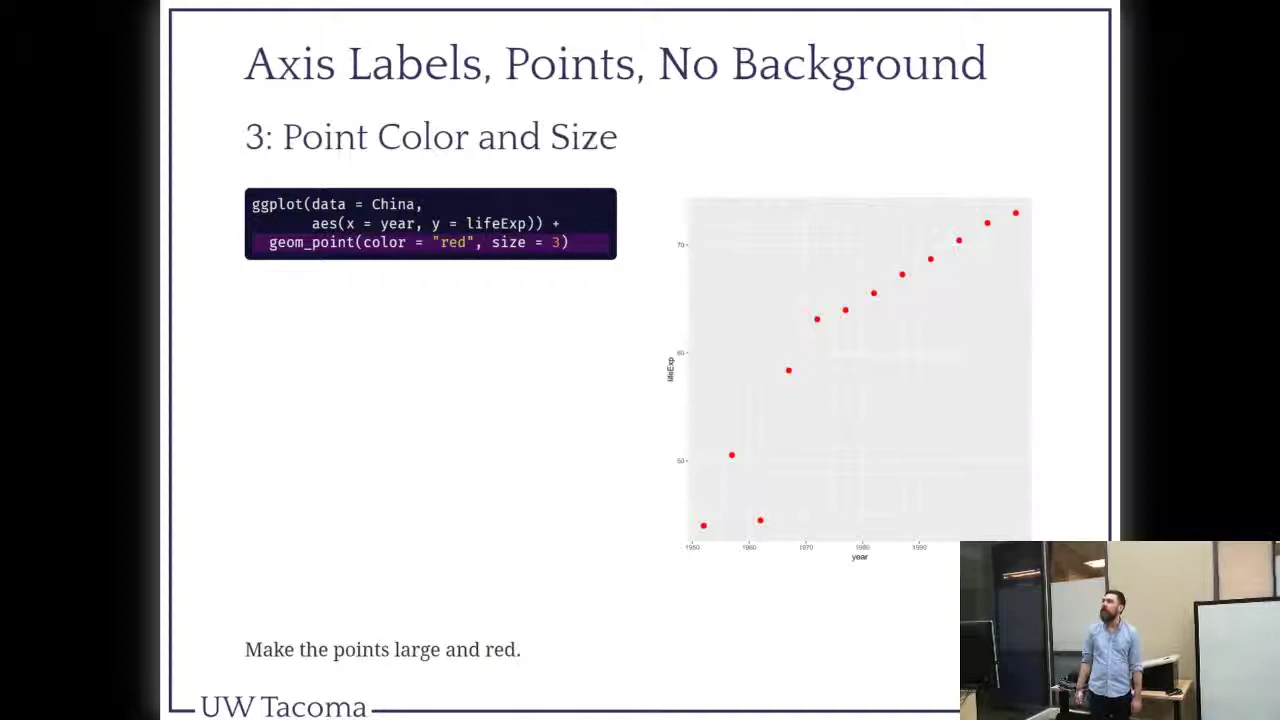 Axis Labels, Points, No Background
3: Point Color and Size
ggplot(data = China,
aes(x = year, y = lifeExp)) +
geom_point(color = "red", size = 3)
70
60
50
lifeExp
1950 1960 1970 1980 1990
year
Make the points large and red.
UW Tacoma